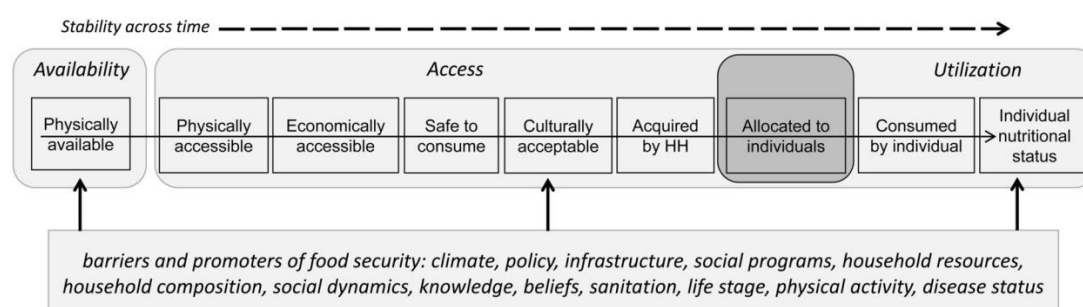 Stability across time
Availability
Access
Utilization
Physically
available
Physically
accessible
Economically
accessible
Safe to
consume
Culturally
acceptable
Acquired
by HH
Allocated to
individuals
Consumed
by individual
Individual
nutritional
status
barriers and promoters of food security: climate, policy, infrastructure, social programs, household resources,
household composition, social dynamics, knowledge, beliefs, sanitation, life stage, physical activity, disease status